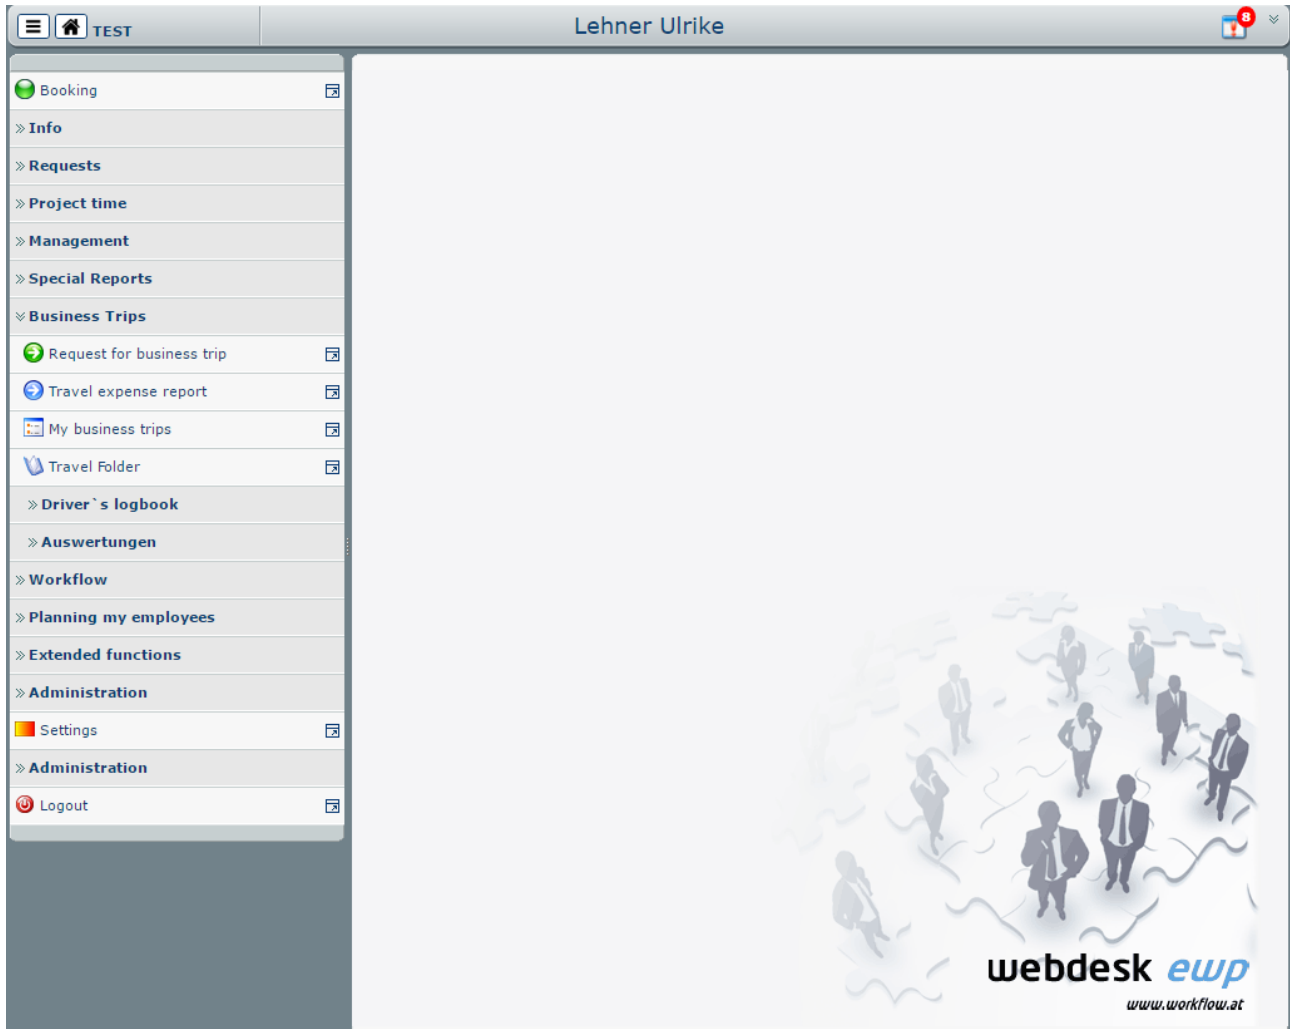 TEST
Lehner Ulrike
8
Booking
Info
Requests
Project time
Management
Special Reports
Business Trips
Request for business trip
Travel expense report
My business trips
Travel Folder
Driver`s logbook
Auswertungen
Workflow
Planning my employees
Extended functions
Administration
Settings
Administration
Logout
webdesk ewp
www.workflow.at